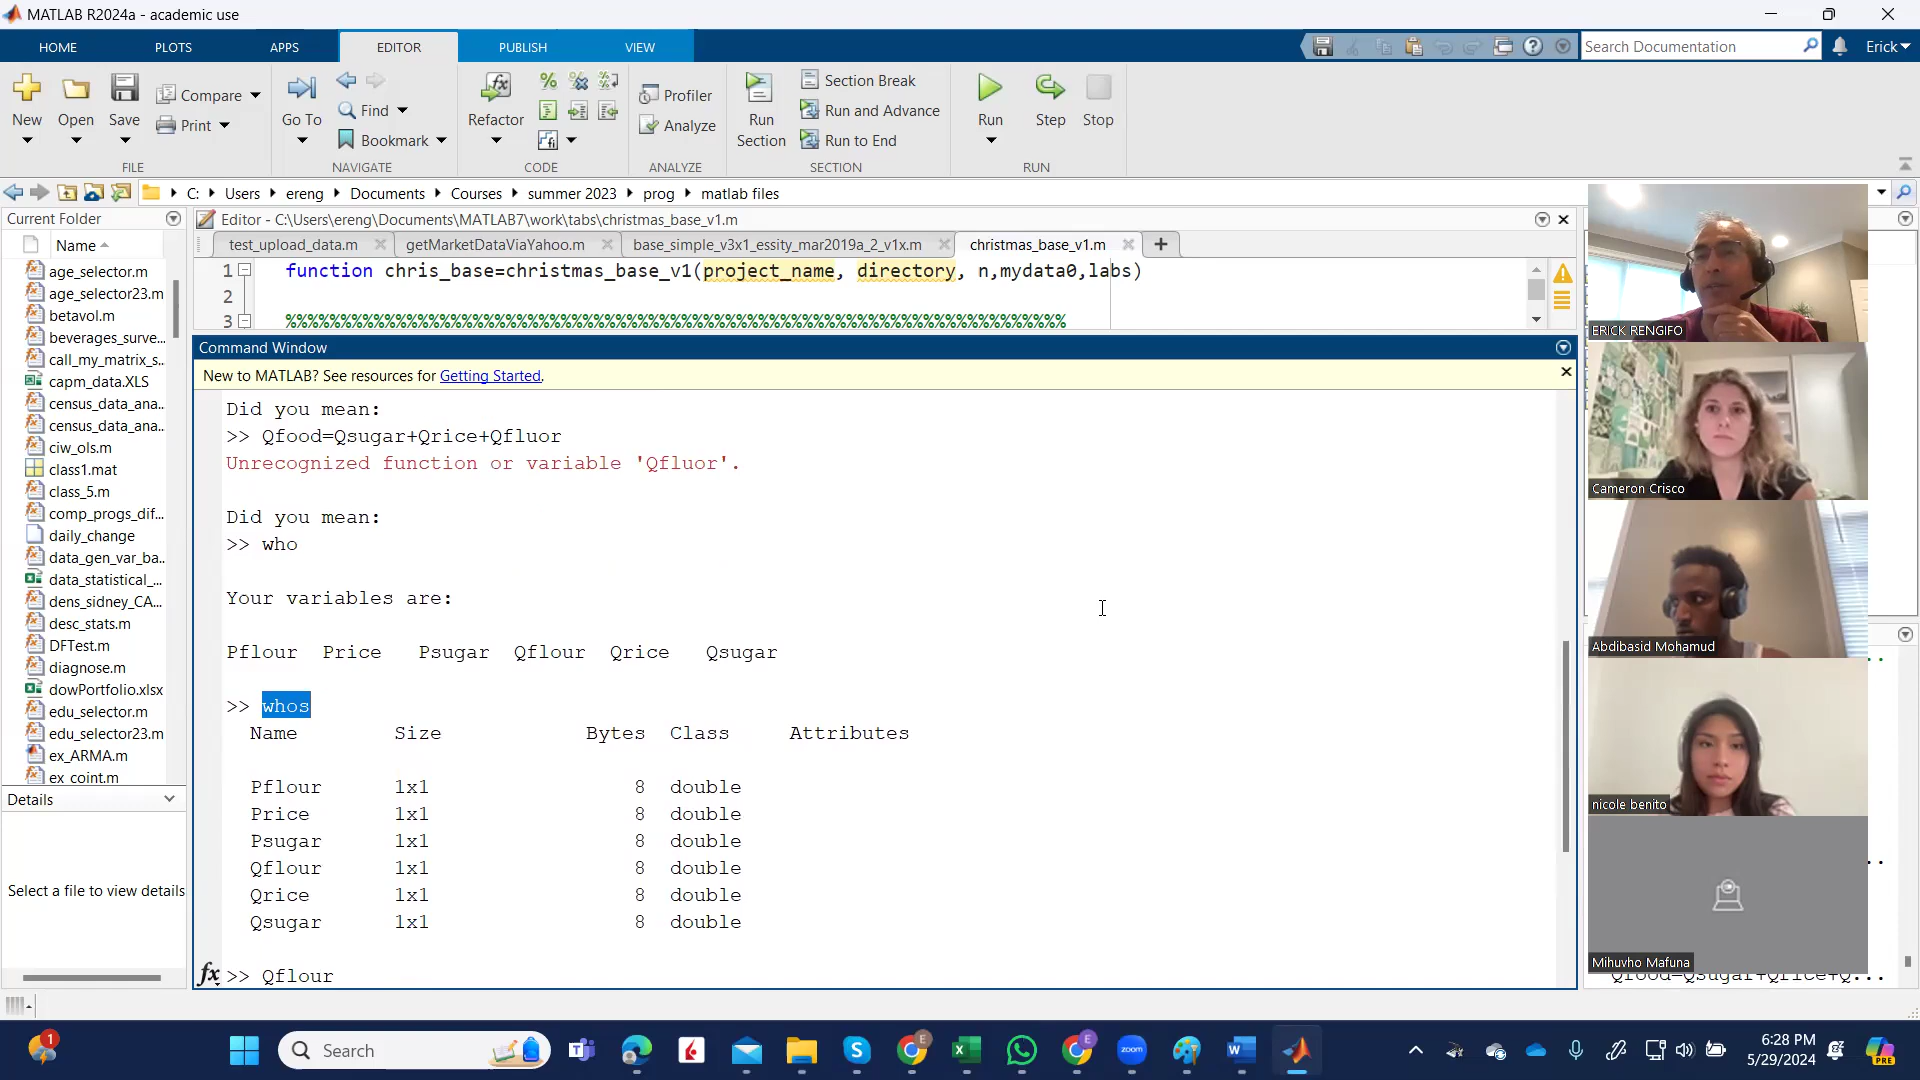 MATLAB R2024a - academic use
HOME PLOTS APPS EDITOR PUBLISH VIEW
Search Documentation
Erick
New Open Save
Compare
Print
FILE
Go To
Find
Bookmark
NAVIGATE
Refactor
CODE
Profiler
Analyze
ANALYZE
Run Section
Section Break
Run and Advance
Run to End
SECTION
Run Step Stop
RUN
C: Users ereng Documents Courses summer 2023 prog matlab files
Current Folder
Name
age_selector.m
age_selector23.m
betavol.m
beverages_surve...
call_my_matrix_s...
capm_data.XLS
census_data_ana...
census_data_ana...
ciw_ols.m
class1.mat
class_5.m
comp_progs_dif...
daily_change
data_gen_var_ba...
data_statistical_...
dens_sidney_CA...
desc_stats.m
DFTest.m
diagnose.m
dowPortfolio.xlsx
edu_selector.m
edu_selector23.m
ex_ARMA.m
ex_coint.m
Details
Select a file to view details
Editor - C:\Users\ereng\Documents\MATLAB7\work\tabs\christmas_base_v1.m
test_upload_data.m getMarketDataViaYahoo.m base_simple_v3x1_essity_mar2019a_2_v1x.m christmas_base_v1.m
1 function chris_base=christmas_base_v1(project_name, directory, n,mydata0,labs)
2
3 %%%%%%%%%%%%%%%%%%%%%%%%%%%%%%%%%%%%%%%%%%%%%%%%%%%%%%%%%%%%%%%%%
Command Window
New to MATLAB? See resources for Getting Started.
Did you mean:
>> Qfood=Qsugar+Qrice+Qfluor
Unrecognized function or variable 'Qfluor'.
Did you mean:
>> who
Your variables are:
Pflour Price Psugar Qflour Qrice Qsugar
>> whos
Name Size Bytes Class Attributes
Pflour 1x1 8 double
Price 1x1 8 double
Psugar 1x1 8 double
Qflour 1x1 8 double
Qrice 1x1 8 double
Qsugar 1x1 8 double
fx >> Qflour
ERICK RENGIFO
Cameron Crisco
Abdibasid Mohamud
nicole benito
Mihuvho Mafuna
Qfood=Qsugar+Qrice+Q...
1
Search
zoom
6:28 PM
5/29/2024
PRE